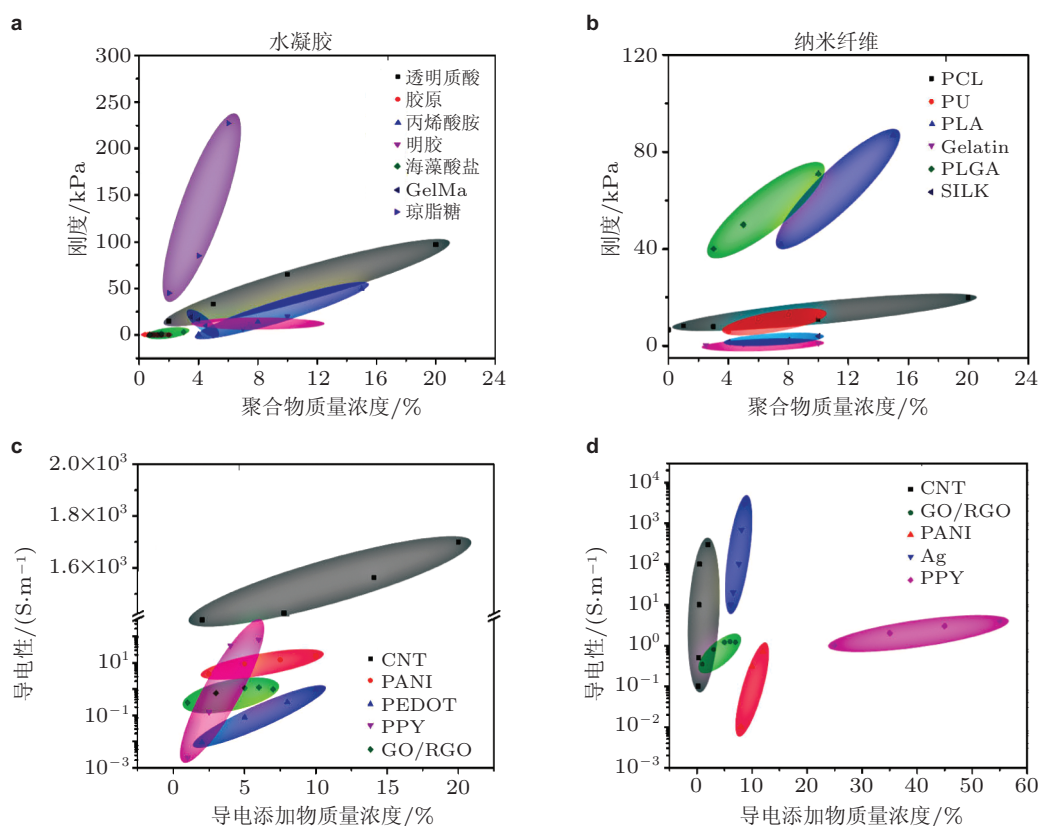 a
水凝胶
300
250
200
150
100
50
0
刚度/kPa
透明质酸
胶原
丙烯酸胺
明胶
海藻酸盐
GelMa
琼脂糖
0 4 8 12 16 20 24
聚合物质量浓度/%
b
纳米纤维
120
80
40
0
刚度/kPa
PCL
PU
PLA
Gelatin
PLGA
SILK
0 4 8 12 16 20 24
聚合物质量浓度/%
c
2.0×10³
1.8×10³
1.6×10³
10¹
10⁻¹
10⁻³
导电性/(S·m⁻¹)
CNT
PANI
PEDOT
PPY
GO/RGO
0 5 10 15 20
导电添加物质量浓度/%
d
10⁴
10³
10²
10¹
10⁰
10⁻¹
10⁻²
10⁻³
导电性/(S·m⁻¹)
CNT
GO/RGO
PANI
Ag
PPY
0 10 20 30 40 50 60
导电添加物质量浓度/%